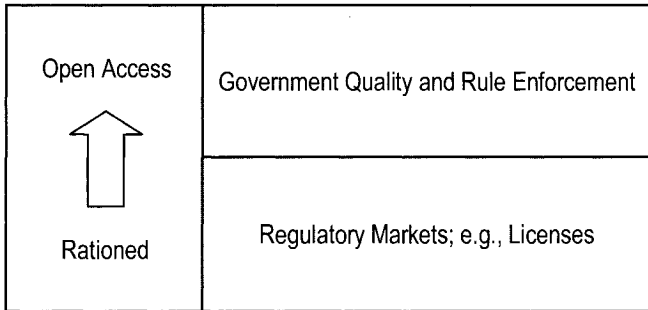 Open Access
Rationed
Government Quality and Rule Enforcement
Regulatory Markets; e.g., Licenses